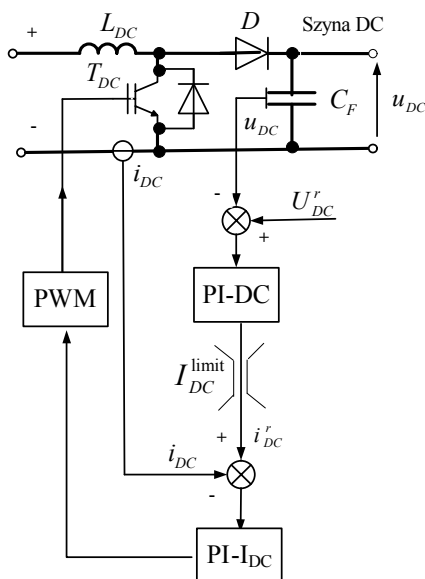 L_DC D Szyna DC
+
T_DC
C_F u_DC
u_DC
-
i_DC
- U^r_DC
+
PWM PI-DC
I^limit_DC
+ i^r_DC
i_DC
-
PI-I_DC